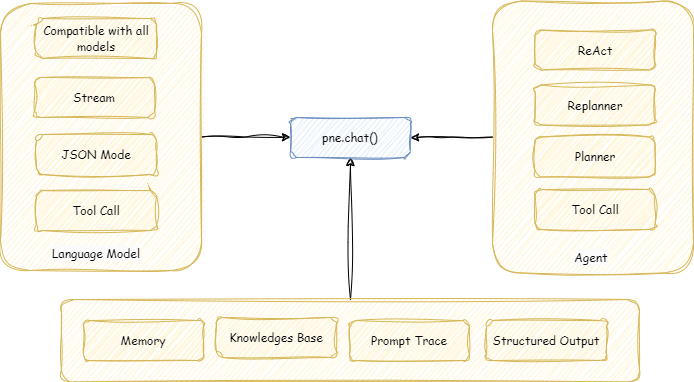 Compatible with all
models
Stream
JSON Mode
Tool Call
Language Model
pne.chat()
ReAct
Replanner
Planner
Tool Call
Agent
Memory
Knowledges Base
Prompt Trace
Structured Output